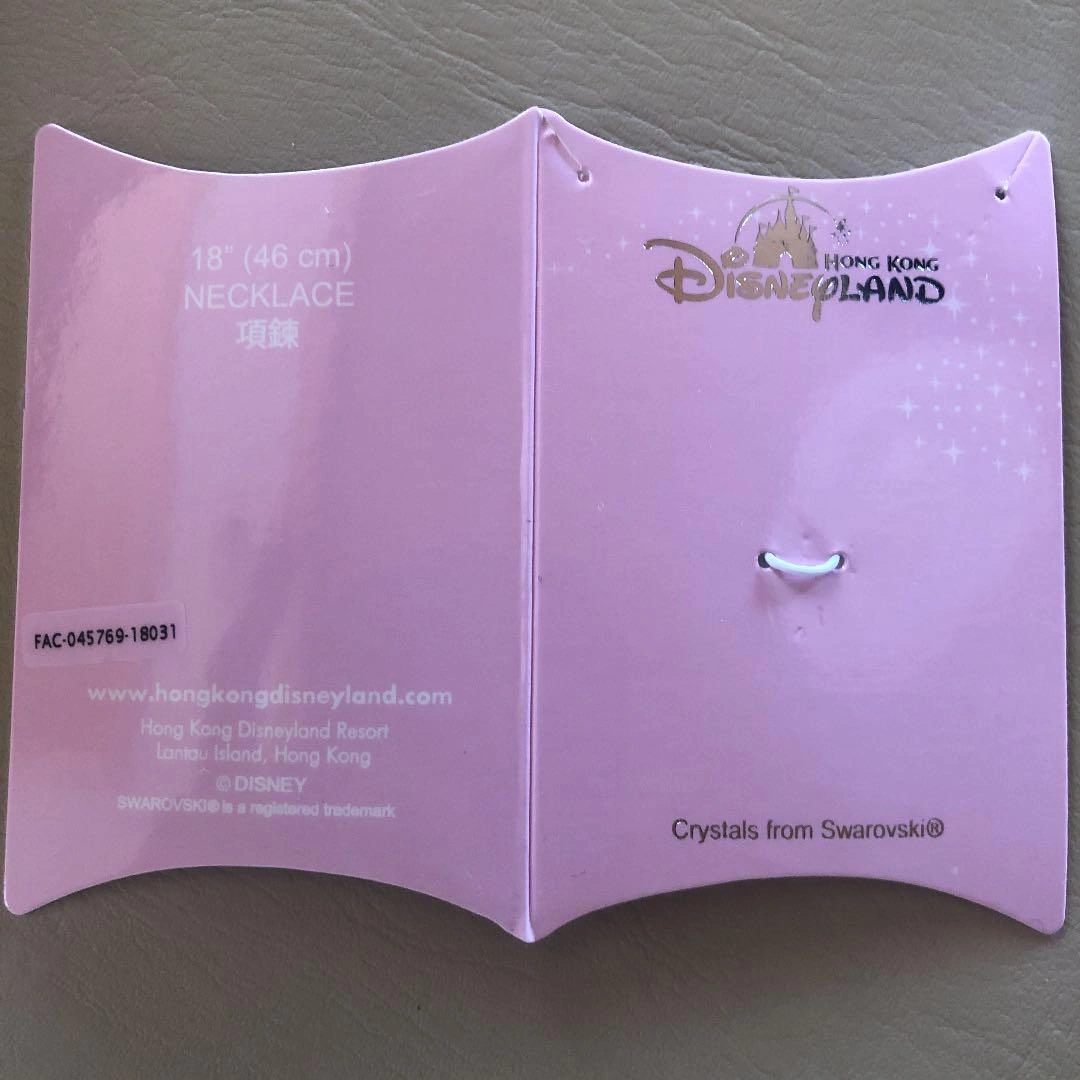 18" (46 cm)
NECKLACE
項鍊
FAC-045769-18031
www.hongkongdisneyland.com
Hong Kong Disneyland Resort
Lantau Island, Hong Kong
© DISNEY
SWAROVSKI® is a registered trademark
HONG KONG
DISNEYLAND
Crystals from Swarovski®